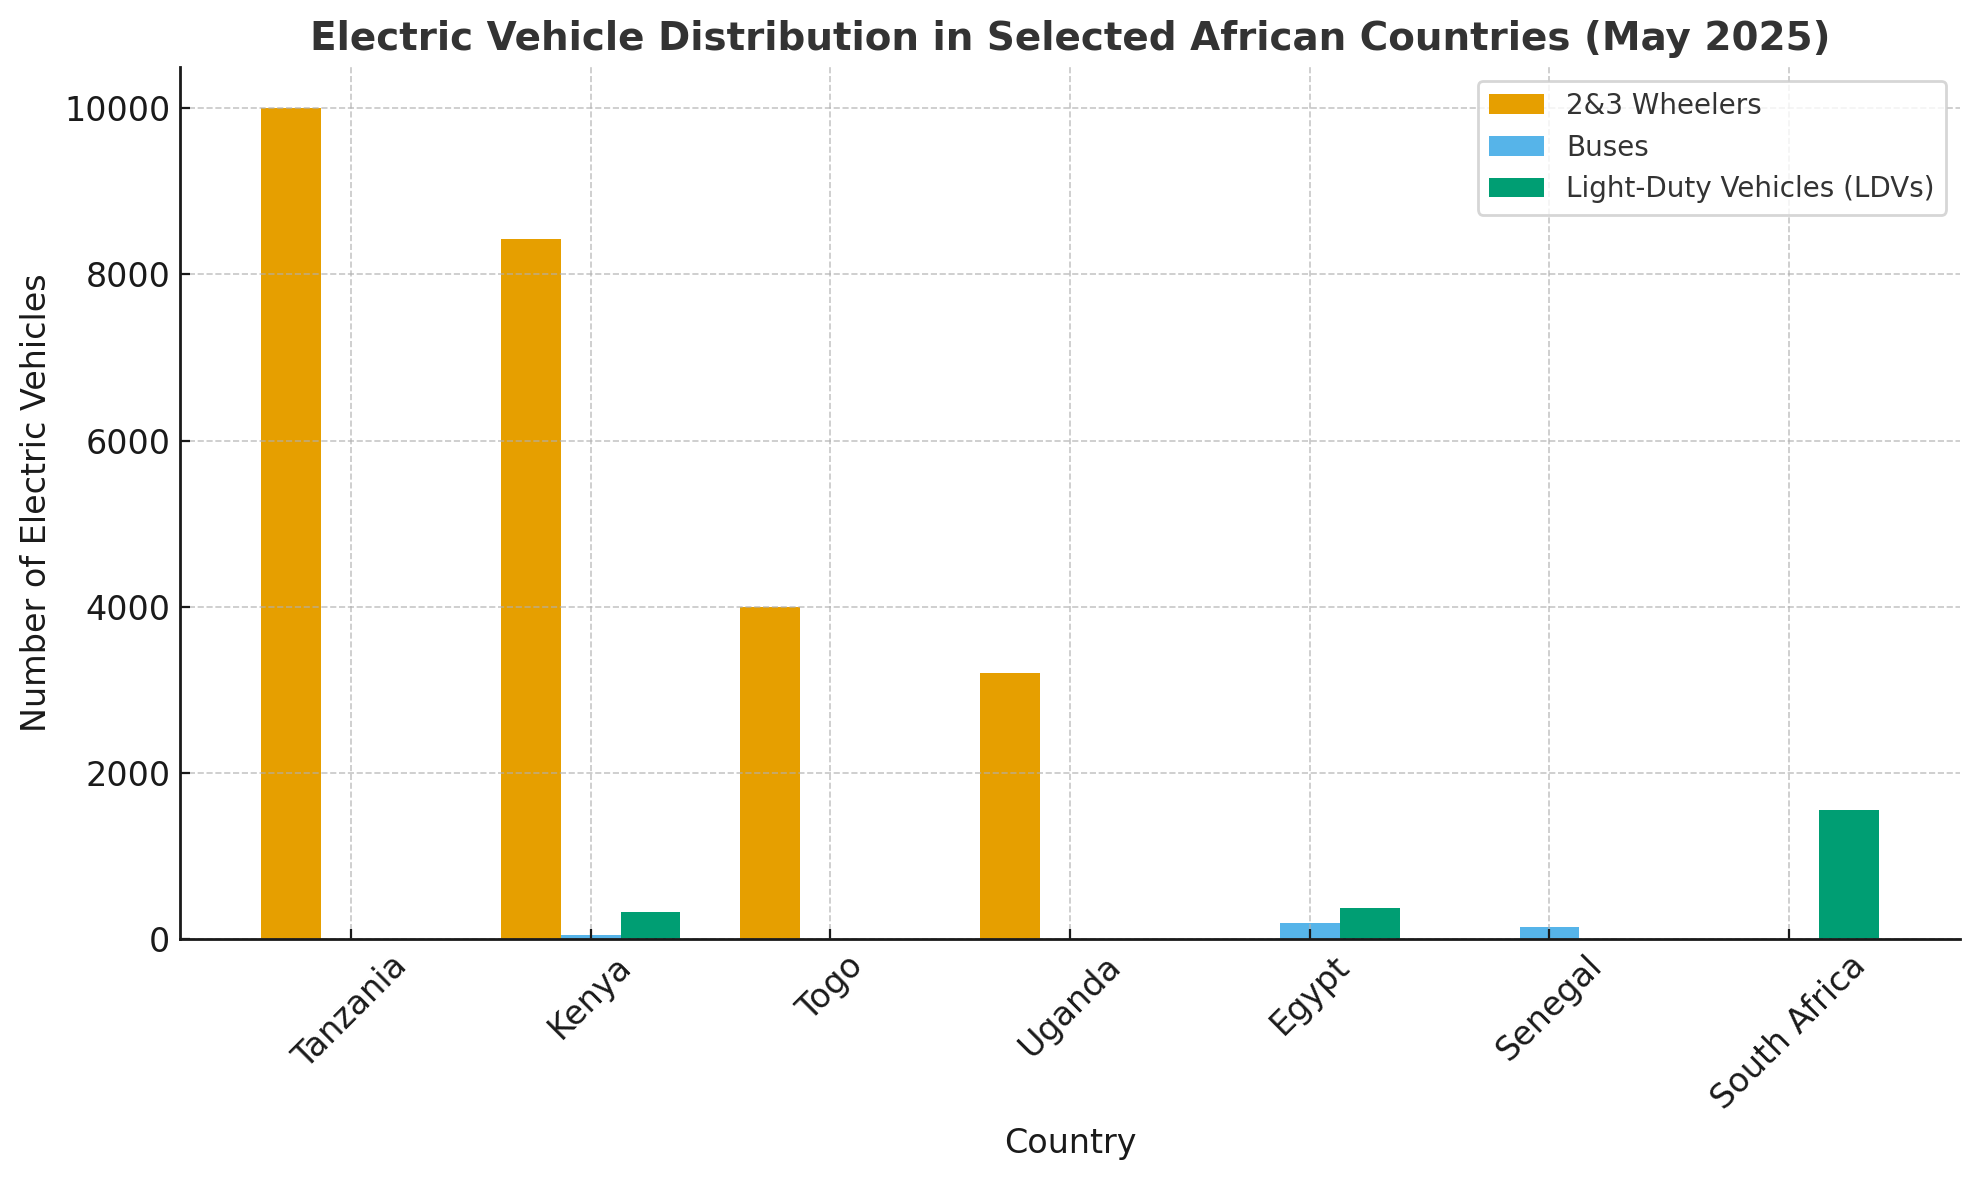 Electric Vehicle Distribution in Selected African Countries (May 2025)
2&3 Wheelers
Buses
Light-Duty Vehicles (LDVs)
Number of Electric Vehicles
10000
8000
6000
4000
2000
0
Tanzania
Kenya
Togo
Uganda
Egypt
Senegal
South Africa
Country